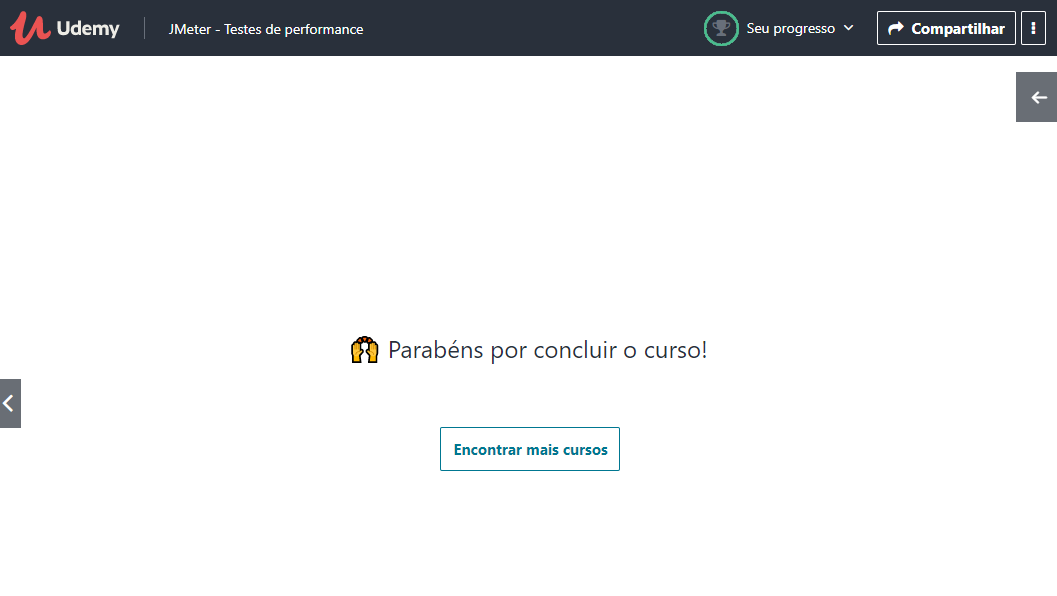 Udemy
JMeter - Testes de performance
Seu progresso
Compartilhar
Parabéns por concluir o curso!
Encontrar mais cursos